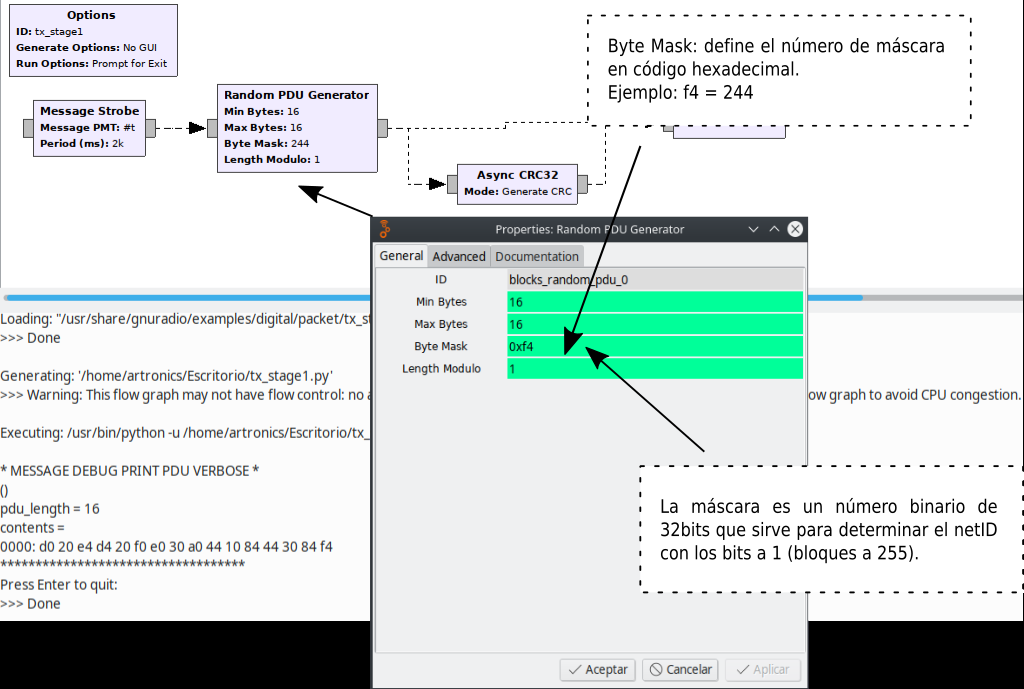 Options
ID: tx_stage1
Generate Options: No GUI
Run Options: Prompt for Exit
Message Strobe
Message PMT: #t
Period (ms): 2k
Random PDU Generator
Min Bytes: 16
Max Bytes: 16
Byte Mask: 244
Length Modulo: 1
Async CRC32
Mode: Generate CRC
Byte Mask: define el número de máscara
en código hexadecimal.
Ejemplo: f4 = 244
Properties: Random PDU Generator
General Advanced Documentation
ID blocks_random_pdu_0
Min Bytes 16
Max Bytes 16
Byte Mask 0xf4
Length Modulo 1
Aceptar Cancelar Aplicar
La máscara es un número binario de
32bits que sirve para determinar el netID
con los bits a 1 (bloques a 255).
Loading: "/usr/share/gnuradio/examples/digital/packet/tx_st
>>> Done
Generating: '/home/artronics/Escritorio/tx_stage1.py'
>>> Warning: This flow graph may not have flow control: no a ow graph to avoid CPU congestion.
Executing: /usr/bin/python -u /home/artronics/Escritorio/tx_
* MESSAGE DEBUG PRINT PDU VERBOSE *
()
pdu_length = 16
contents =
0000: d0 20 e4 d4 20 f0 e0 30 a0 44 10 84 44 30 84 f4
***********************************
Press Enter to quit:
>>> Done